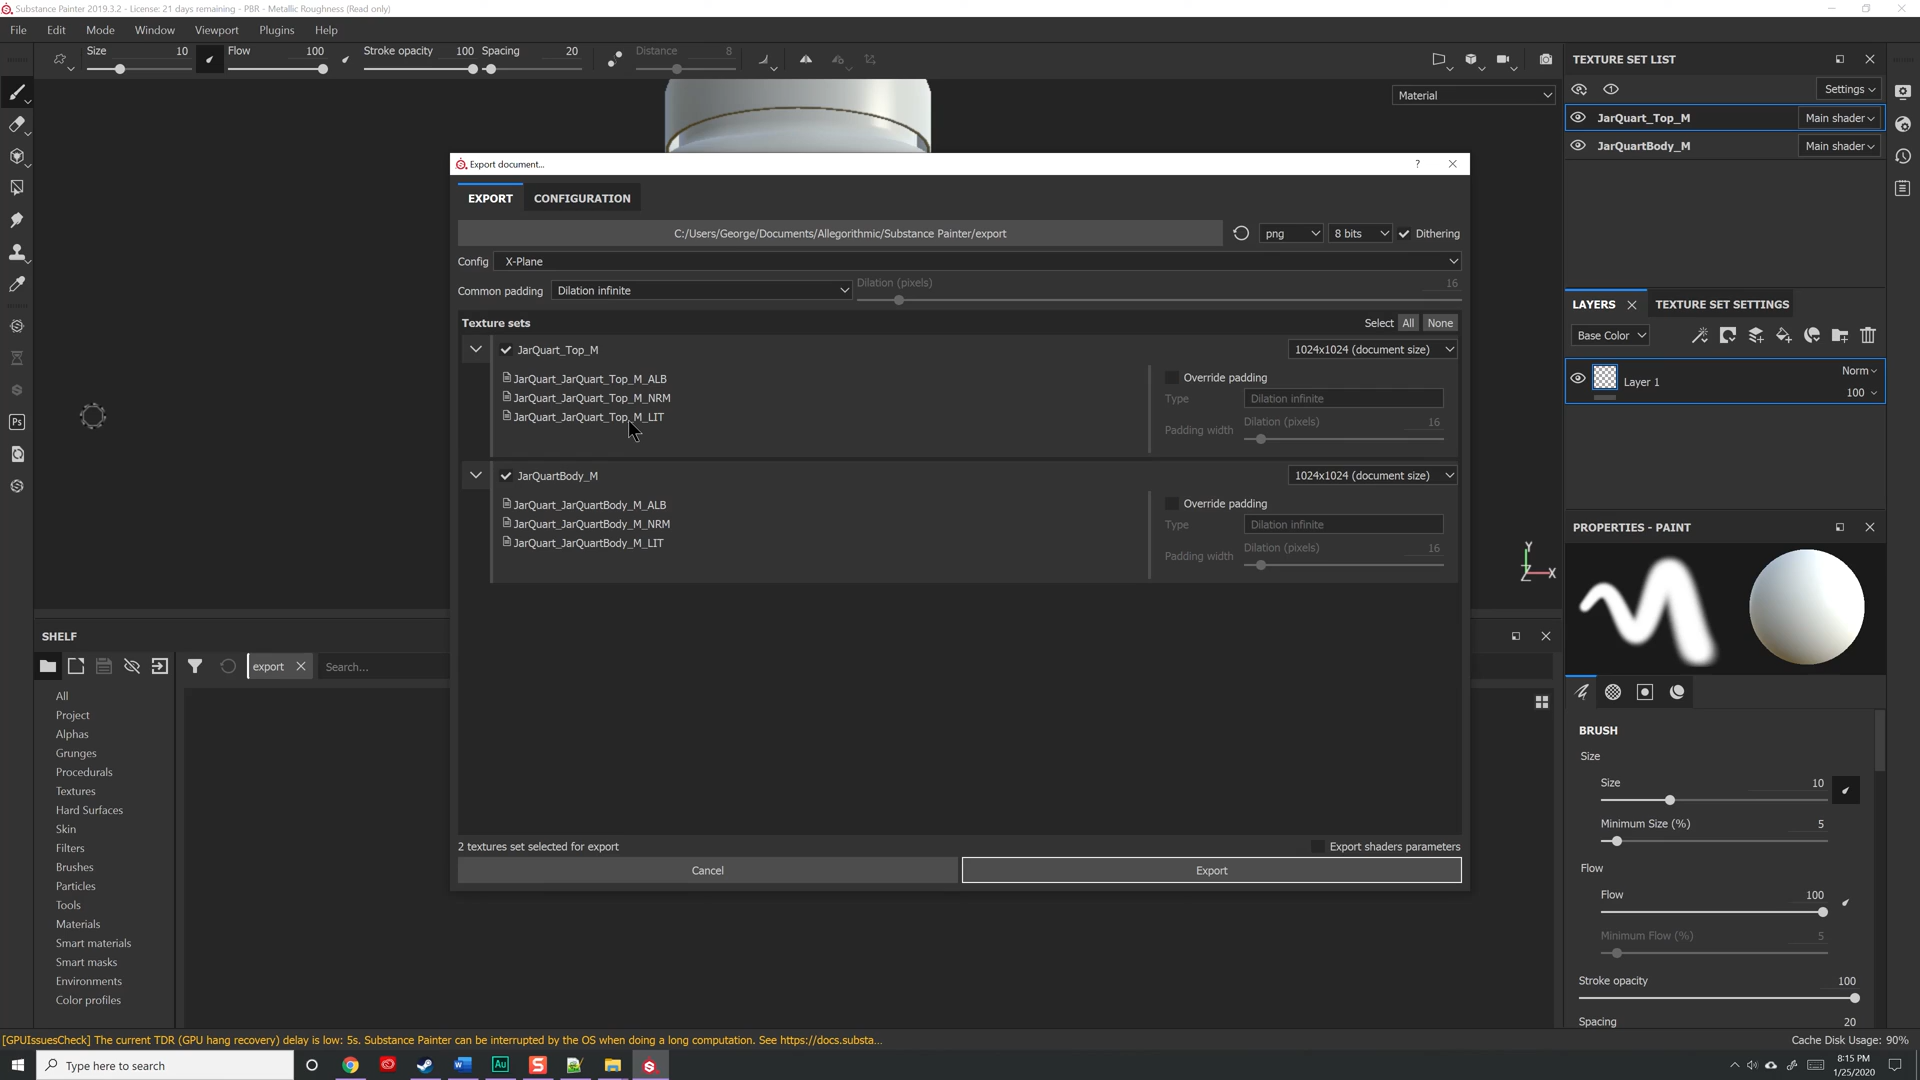 Substance Painter 2019.3.2 - License: 21 days remaining - PBR - Metallic Roughness (Read only)
File Edit Mode Window Viewport Plugins Help
Size 10 Flow 100 Stroke opacity 100 Spacing 20 Distance 8
Material
TEXTURE SET LIST
Settings
JarQuart_Top_M Main shader
JarQuartBody_M Main shader
Export document...
?
EXPORT CONFIGURATION
C:/Users/George/Documents/Allegorithmic/Substance Painter/export png 8 bits Dithering
Config X-Plane
Common padding Dilation infinite Dilation (pixels) 16
Texture sets Select All None
JarQuart_Top_M 1024x1024 (document size)
JarQuart_JarQuart_Top_M_ALB
JarQuart_JarQuart_Top_M_NRM
JarQuart_JarQuart_Top_M_LIT
Override padding
Type Dilation infinite
Padding width Dilation (pixels) 16
JarQuartBody_M 1024x1024 (document size)
JarQuart_JarQuartBody_M_ALB
JarQuart_JarQuartBody_M_NRM
JarQuart_JarQuartBody_M_LIT
Override padding
Type Dilation infinite
Padding width Dilation (pixels) 16
2 textures set selected for export Export shaders parameters
Cancel Export
Y
Z X
LAYERS TEXTURE SET SETTINGS
Base Color
Layer 1 Norm
100
PROPERTIES - PAINT
BRUSH
Size
Size 10
Minimum Size (%) 5
Flow
Flow 100
Minimum Flow (%) 5
Stroke opacity 100
Spacing 20
Ps
SHELF
export Search...
All
Project
Alphas
Grunges
Procedurals
Textures
Hard Surfaces
Skin
Filters
Brushes
Particles
Tools
Materials
Smart materials
Smart masks
Environments
Color profiles
[GPUIssuesCheck] The current TDR (GPU hang recovery) delay is low: 5s. Substance Painter can be interrupted by the OS when doing a long computation. See https://docs.substa... Cache Disk Usage: 90%
Type here to search Au S 8:15 PM
1/25/2020